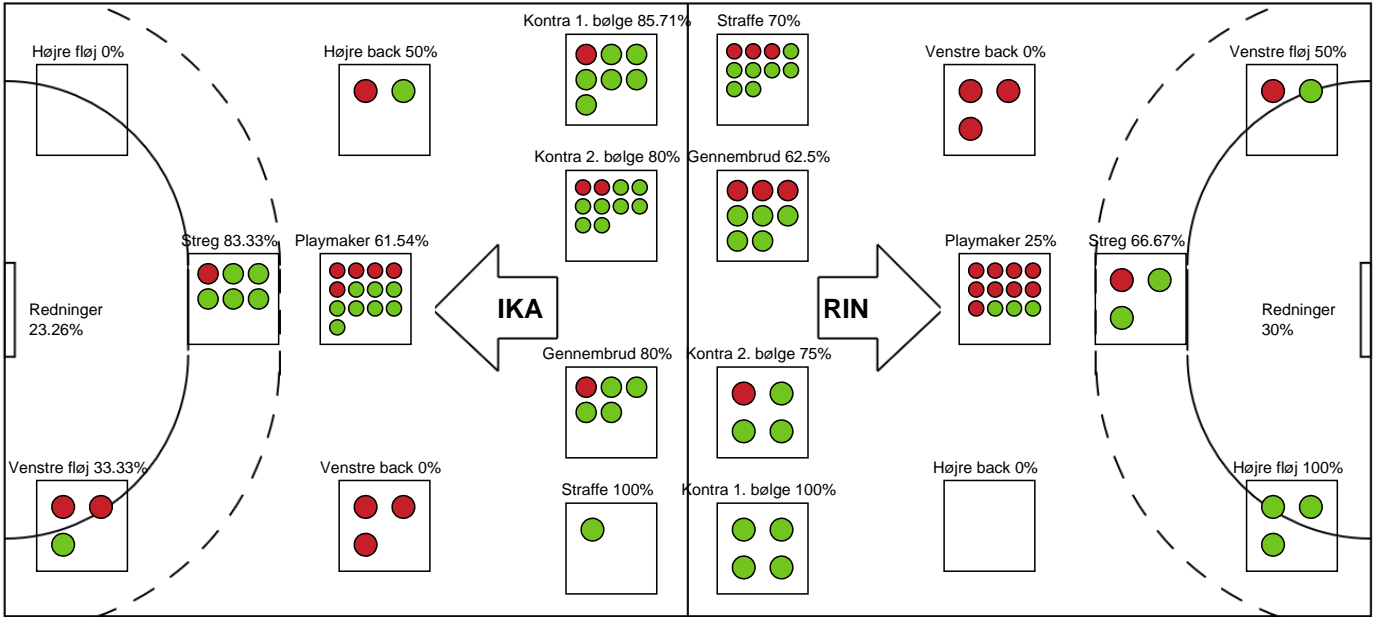 Kontra 1. bølge 85.71%
Straffe 70%
Højre fløj 0%
Højre back 50%
Venstre back 0%
Venstre fløj 50%
Kontra 2. bølge 80%
Gennembrud 62.5%
Streg 83.33%
Playmaker 61.54%
Playmaker 25%
Streg 66.67%
Redninger
23.26%
IKA
RIN
Redninger
30%
Gennembrud 80%
Kontra 2. bølge 75%
Venstre fløj 33.33%
Venstre back 0%
Straffe 100%
Kontra 1. bølge 100%
Højre back 0%
Højre fløj 100%